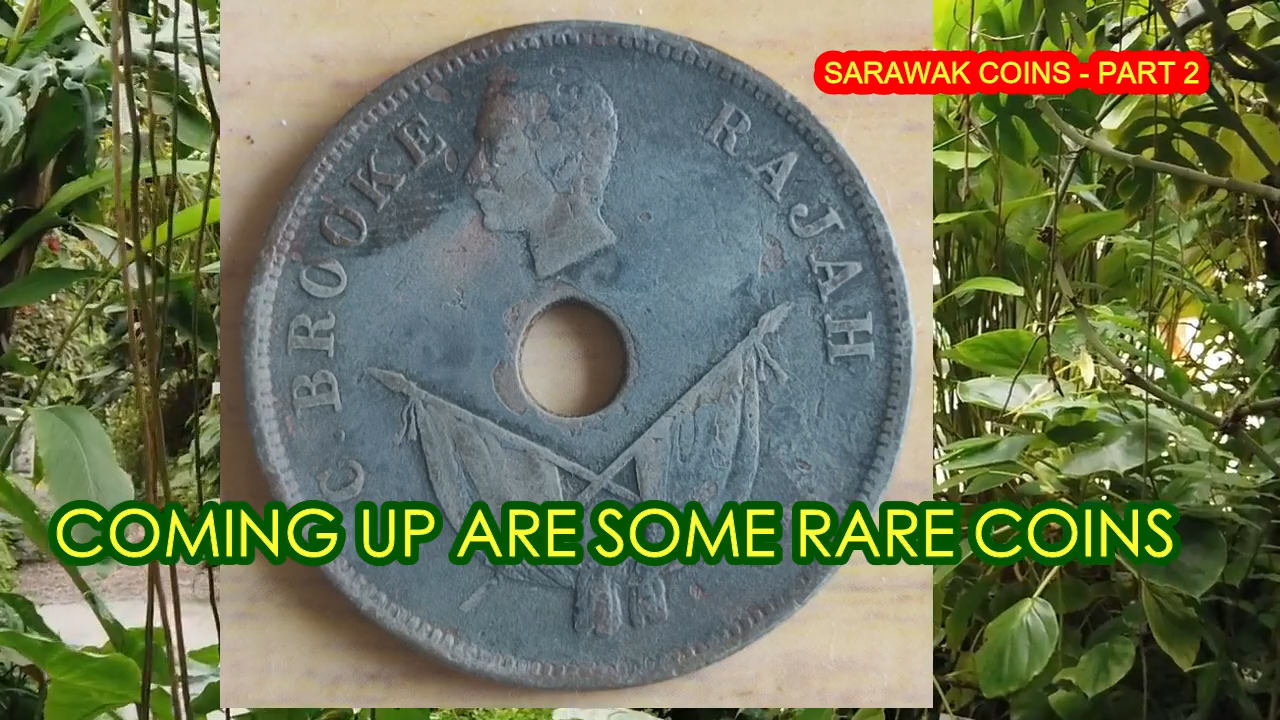 SARAWAK COINS - PART 2
C. BROOKE RAJAH
COMING UP ARE SOME RARE COINS